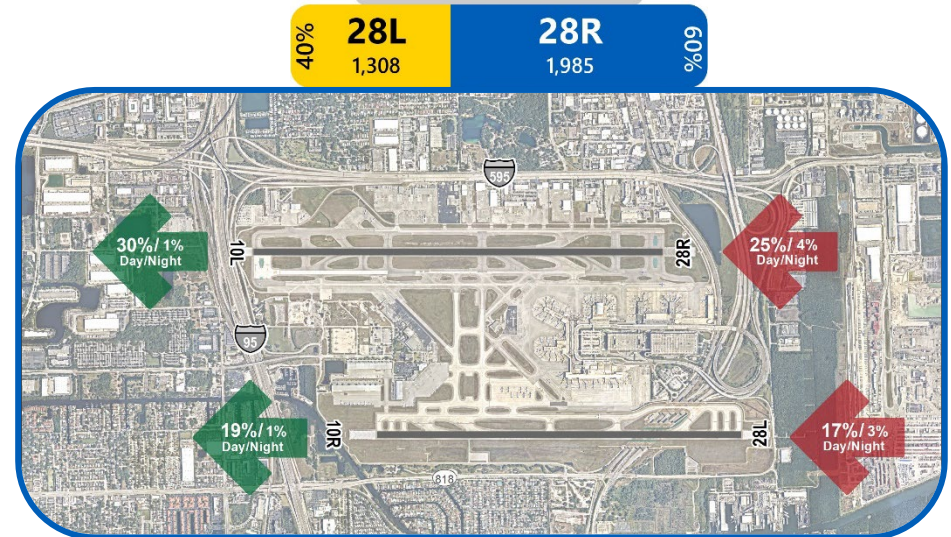 40%
28L
1,308
28R
1,985
60%
595
30%/ 1%
Day/Night
10L
28R
25%/ 4%
Day/Night
95
19%/ 1%
Day/Night
10R
28L
17%/ 3%
Day/Night
818